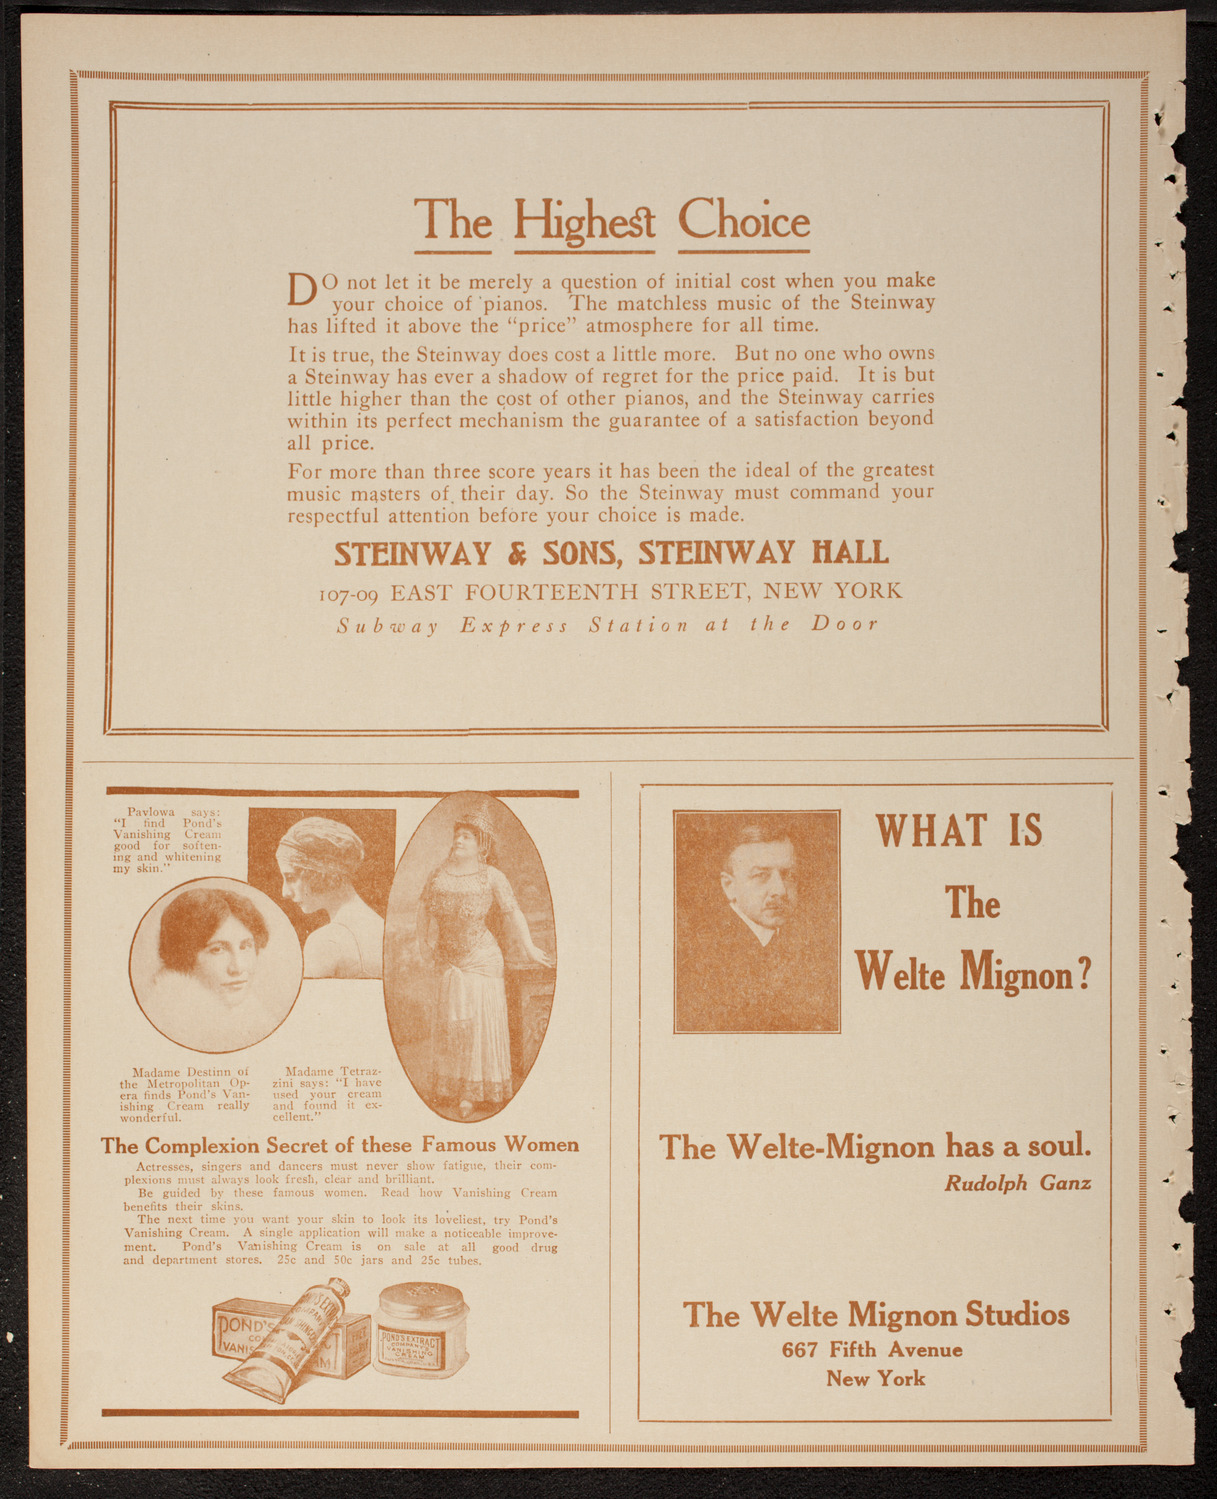 The Highest Choice
DO not let it be merely a question of initial cost when you make
your choice of pianos. The matchless music of the Steinway
has lifted it above the "price" atmosphere for all time.
It is true, the Steinway does cost a little more. But no one who owns
a Steinway has ever a shadow of regret for the price paid. It is but
little higher than the cost of other pianos, and the Steinway carries
within its perfect mechanism the guarantee of a satisfaction beyond
all price.
For more than three score years it has been the ideal of the greatest
music masters of their day. So the Steinway must command your
respectful attention before your choice is made.
STEINWAY & SONS, STEINWAY HALL
107-09 EAST FOURTEENTH STREET, NEW YORK
Subway Express Station at the Door
Pavlowa says:
"I find Pond's
Vanishing Cream
good for soften-
ing and whitening
my skin."
Madame Destinn of
the Metropolitan Op-
era finds Pond's Van-
ishing Cream really
wonderful.
Madame Tetraz-
zini says: "I have
used your cream
and found it ex-
cellent."
The Complexion Secret of these Famous Women
Actresses, singers and dancers must never show fatigue, their com-
plexions must always look fresh, clear and brilliant.
Be guided by these famous women. Read how Vanishing Cream
benefits their skins.
The next time you want your skin to look its loveliest, try Pond's
Vanishing Cream. A single application will make a noticeable improve-
ment. Pond's Vanishing Cream is on sale at all good drug
and department stores. 25c and 50c jars and 25c tubes.
POND'S
POND'S EXTRACT
COMPANY'S
VANISHING
CREAM
WHAT IS
The
Welte Mignon?
The Welte-Mignon has a soul.
Rudolph Ganz
The Welte Mignon Studios
667 Fifth Avenue
New York